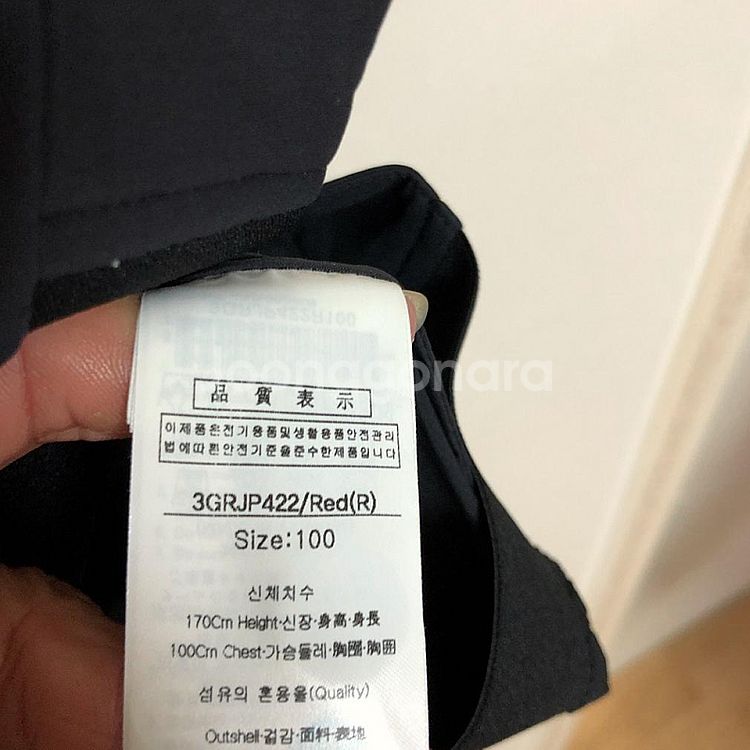 joonggonara
品質表示
이 제품은 전기용품 및 생활용품 안전관리
법에 따른 안전기준을 준수한 제품입니다
3GRJP422/Red(R)
Size:100
신체치수
170Cm Height·신장·身高·身長
100Cm Chest·가슴둘레·胸圍·胸囲
섬유의 혼용율(Quality)
Outshell·겉감·面料·表地